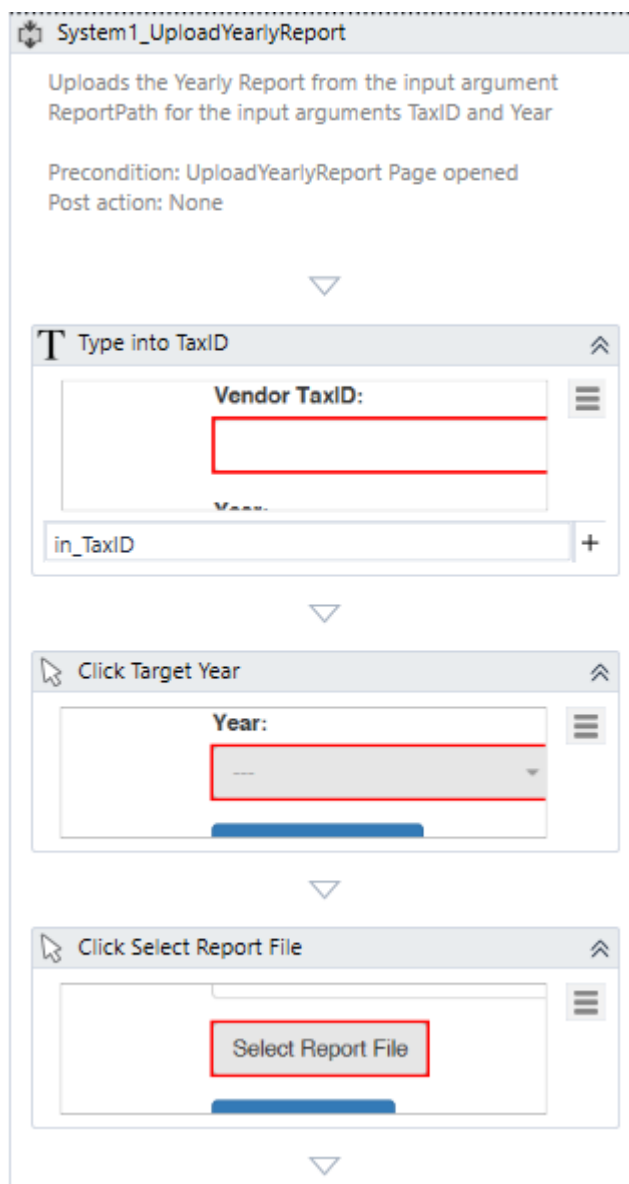 System1_UploadYearlyReport
Uploads the Yearly Report from the input argument
ReportPath for the input arguments TaxID and Year
Precondition: UploadYearlyReport Page opened
Post action: None
T Type into TaxID
Vendor TaxID:
Year:
in_TaxID +
Click Target Year
Year:
---
Click Select Report File
Select Report File